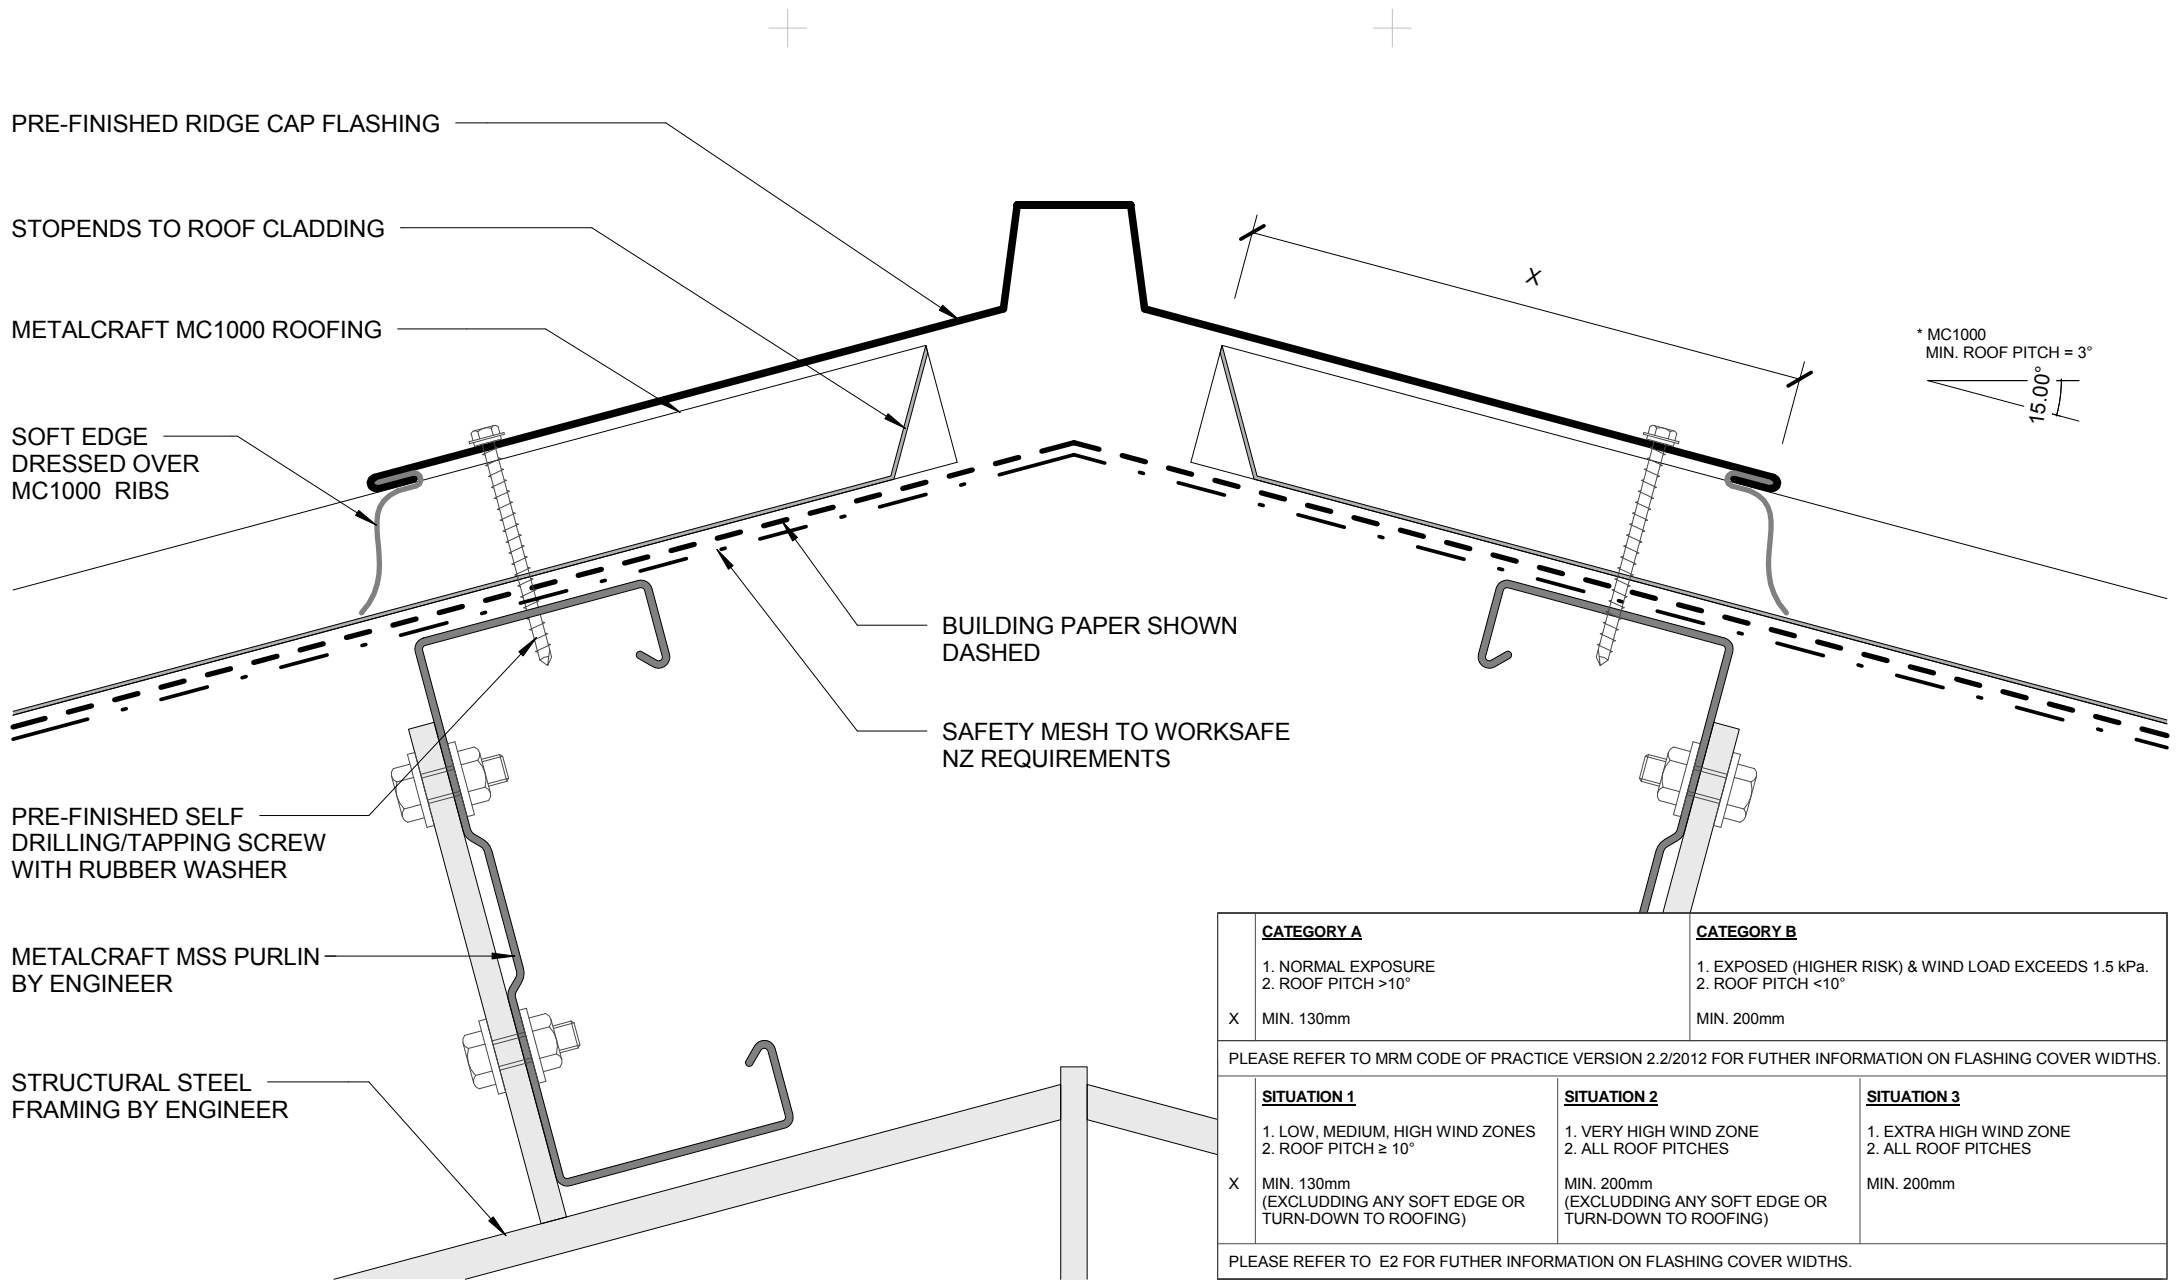 PRE-FINISHED RIDGE CAP FLASHING
STOPENDS TO ROOF CLADDING
METALCRAFT MC1000 ROOFING
SOFT EDGE
DRESSED OVER
MC1000 RIBS
PRE-FINISHED SELF
DRILLING/TAPPING SCREW
WITH RUBBER WASHER
METALCRAFT MSS PURLIN
BY ENGINEER
STRUCTURAL STEEL
FRAMING BY ENGINEER
BUILDING PAPER SHOWN
DASHED
SAFETY MESH TO WORKSAFE
NZ REQUIREMENTS
X
* MC1000
MIN. ROOF PITCH = 3°
15.00°
CATEGORY A
1. NORMAL EXPOSURE
2. ROOF PITCH >10°
X MIN. 130mm
CATEGORY B
1. EXPOSED (HIGHER RISK) & WIND LOAD EXCEEDS 1.5 kPa.
2. ROOF PITCH <10°
MIN. 200mm
PLEASE REFER TO MRM CODE OF PRACTICE VERSION 2.2/2012 FOR FUTHER INFORMATION ON FLASHING COVER WIDTHS.
SITUATION 1
1. LOW, MEDIUM, HIGH WIND ZONES
2. ROOF PITCH ≥ 10°
X MIN. 130mm
(EXCLUDDING ANY SOFT EDGE OR
TURN-DOWN TO ROOFING)
SITUATION 2
1. VERY HIGH WIND ZONE
2. ALL ROOF PITCHES
MIN. 200mm
(EXCLUDDING ANY SOFT EDGE OR
TURN-DOWN TO ROOFING)
SITUATION 3
1. EXTRA HIGH WIND ZONE
2. ALL ROOF PITCHES
MIN. 200mm
PLEASE REFER TO E2 FOR FUTHER INFORMATION ON FLASHING COVER WIDTHS.